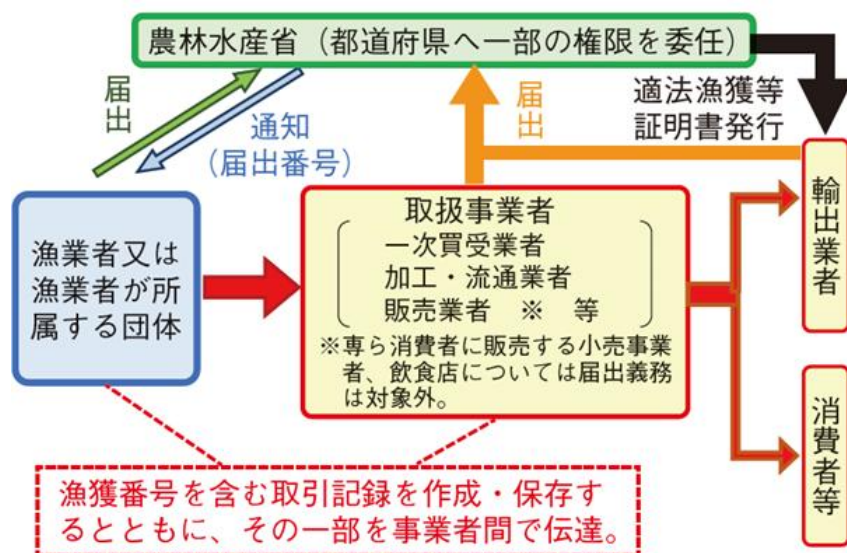 農林水産省（都道府県へ一部の権限を委任）
届出
通知
（届出番号）
届出
適法漁獲等
証明書発行
漁業者又は
漁業者が所
属する団体
取扱事業者
一次買受業者
加工・流通業者
販売業者　※　等
※専ら消費者に販売する小売事業
者、飲食店については届出義務
は対象外。
輸出業者
消費者等
漁獲番号を含む取引記録を作成・保存す
るとともに、その一部を事業者間で伝達。